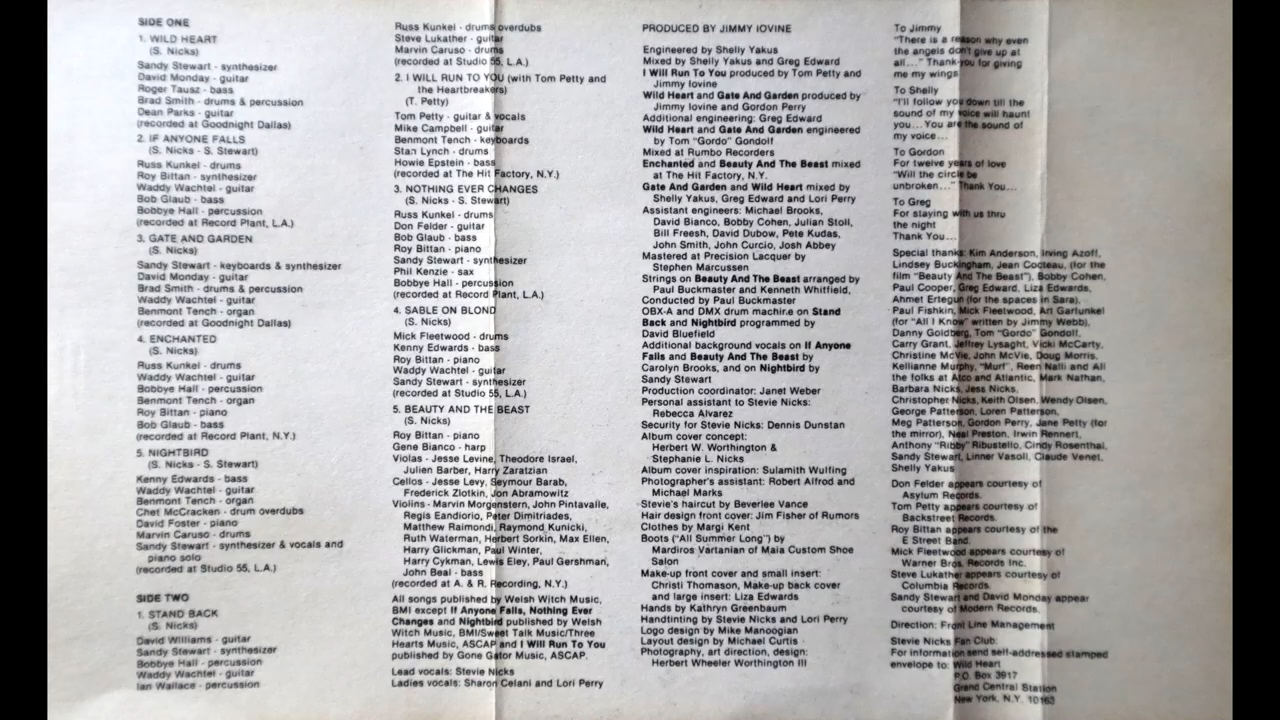 SIDE ONE
1. WILD HEART
(S. Nicks)
Sandy Stewart - synthesizer
David Monday - guitar
Roger Tausz - bass
Brad Smith - drums & percussion
Dean Parks - guitar
(recorded at Goodnight Dallas)
2. IF ANYONE FALLS
(S. Nicks - S. Stewart)
Russ Kunkel - drums
Roy Bittan - synthesizer
Waddy Wachtel - guitar
Bob Glaub - bass
Bobbye Hall - percussion
(recorded at Record Plant, L.A.)
3. GATE AND GARDEN
(S. Nicks)
Sandy Stewart - keyboards & synthesizer
David Monday - guitar
Brad Smith - drums & percussion
Waddy Wachtel - guitar
Benmont Tench - organ
(recorded at Goodnight Dallas)
4. ENCHANTED
(S. Nicks)
Russ Kunkel - drums
Waddy Wachtel - guitar
Bobbye Hall - percussion
Benmont Tench - organ
Roy Bittan - piano
Bob Glaub - bass
(recorded at Record Plant, N.Y.)
5. NIGHTBIRD
(S. Nicks - S. Stewart)
Kenny Edwards - bass
Waddy Wachtel - guitar
Benmont Tench - organ
Chet McCracken - drum overdubs
David Foster - piano
Marvin Caruso - drums
Sandy Stewart - synthesizer & vocals and
piano solo
(recorded at Studio 55, L.A.)
SIDE TWO
1. STAND BACK
(S. Nicks)
David Williams - guitar
Sandy Stewart - synthesizer
Bobbye Hall - percussion
Waddy Wachtel - guitar
Ian Wallace - percussion
Russ Kunkel - drums overdubs
Steve Lukather - guitar
Marvin Caruso - drums
(recorded at Studio 55, L.A.)
2. I WILL RUN TO YOU (with Tom Petty and
the Heartbreakers)
(T. Petty)
Tom Petty - guitar & vocals
Mike Campbell - guitar
Benmont Tench - keyboards
Stan Lynch - drums
Howie Epstein - bass
(recorded at The Hit Factory, N.Y.)
3. NOTHING EVER CHANGES
(S. Nicks - S. Stewart)
Russ Kunkel - drums
Don Felder - guitar
Bob Glaub - bass
Roy Bittan - piano
Sandy Stewart - synthesizer
Phil Kenzie - sax
Bobbye Hall - percussion
(recorded at Record Plant, L.A.)
4. SABLE ON BLOND
(S. Nicks)
Mick Fleetwood - drums
Kenny Edwards - bass
Roy Bittan - piano
Waddy Wachtel - guitar
Sandy Stewart - synthesizer
(recorded at Studio 55, L.A.)
5. BEAUTY AND THE BEAST
(S. Nicks)
Roy Bittan - piano
Gene Bianco - harp
Violas - Jesse Levine, Theodore Israel,
Julien Barber, Harry Zaratzian
Cellos - Jesse Levy, Seymour Barab,
Frederick Zlotkin, Jon Abramowitz
Violins - Marvin Morgenstern, John Pintavalle,
Regis Eandiorio, Peter Dimitriades,
Matthew Raimondi, Raymond Kunicki,
Ruth Waterman, Herbert Sorkin, Max Ellen,
Harry Glickman, Paul Winter,
Harry Cykman, Lewis Eley, Paul Gershman,
John Beal - bass
(recorded at A. & R. Recording, N.Y.)
All songs published by Welsh Witch Music,
BMI except If Anyone Falls, Nothing Ever
Changes and Nightbird published by Welsh
Witch Music, BMI/Sweet Talk Music/Three
Hearts Music, ASCAP and I Will Run To You
published by Gone Gator Music, ASCAP.
Lead vocals: Stevie Nicks
Ladies vocals: Sharon Celani and Lori Perry
PRODUCED BY JIMMY IOVINE
Engineered by Shelly Yakus
Mixed by Shelly Yakus and Greg Edward
I Will Run To You produced by Tom Petty and
Jimmy Iovine
Wild Heart and Gate And Garden produced by
Jimmy Iovine and Gordon Perry
Additional engineering: Greg Edward
Wild Heart and Gate And Garden engineered
by Tom "Gordo" Gondolf
Mixed at Rumbo Recorders
Enchanted and Beauty And The Beast mixed
at The Hit Factory, N.Y.
Gate And Garden and Wild Heart mixed by
Shelly Yakus, Greg Edward and Lori Perry
Assistant engineers: Michael Brooks,
David Bianco, Bobby Cohen, Julian Stoll,
Bill Freesh, David Dubow, Pete Kudas,
John Smith, John Curcio, Josh Abbey
Mastered at Precision Lacquer by
Stephen Marcussen
Strings on Beauty And The Beast arranged by
Paul Buckmaster and Kenneth Whitfield,
Conducted by Paul Buckmaster
OBX-A and DMX drum machine on Stand
Back and Nightbird programmed by
David Bluefield
Additional background vocals on If Anyone
Falls and Beauty And The Beast by
Carolyn Brooks, and on Nightbird by
Sandy Stewart
Production coordinator: Janet Weber
Personal assistant to Stevie Nicks:
Rebecca Alvarez
Security for Stevie Nicks: Dennis Dunstan
Album cover concept:
Herbert W. Worthington &
Stephanie L. Nicks
Album cover inspiration: Sulamith Wulfing
Photographer's assistant: Robert Alfrod and
Michael Marks
Stevie's haircut by Beverlee Vance
Hair design front cover: Jim Fisher of Rumors
Clothes by Margi Kent
Boots ("All Summer Long") by
Mardiros Vartanian of Maia Custom Shoe
Salon
Make-up front cover and small insert:
Christi Thomason, Make-up back cover
and large insert: Liza Edwards
Hands by Kathryn Greenbaum
Handtinting by Stevie Nicks and Lori Perry
Logo design by Mike Manoogian
Layout design by Michael Curtis
Photography, art direction, design:
Herbert Wheeler Worthington III
To Jimmy
"There is a reason why even
the angels don't give up at
all..." Thank you for giving
me my wings
To Shelly
"I'll follow you down till the
sound of my voice will haunt
you... You are the sound of
my voice...
To Gordon
For twelve years of love
"Will the circle be
unbroken..." Thank You...
To Greg
For staying with us thru
the night
Thank You...
Special thanks: Kim Anderson, Irving Azoff,
Lindsey Buckingham, Jean Cocteau, (for the
film "Beauty And The Beast"), Bobby Cohen,
Paul Cooper, Greg Edward, Liza Edwards,
Ahmet Ertegun (for the spaces in Sara),
Paul Fishkin, Mick Fleetwood, Art Garfunkel
(for "All I Know" written by Jimmy Webb),
Danny Goldberg, Tom "Gordo" Gondolf,
Carry Grant, Jeffrey Lysaght, Vicki McCarty,
Christine McVie, John McVie, Doug Morris,
Kellianne Murphy, "Murf", Reen Nalli and All
the folks at Atco and Atlantic, Mark Nathan,
Barbara Nicks, Jess Nicks,
Christopher Nicks, Keith Olsen, Wendy Olsen,
George Patterson, Loren Patterson,
Meg Patterson, Gordon Perry, Jane Petty (for
the mirror), Neal Preston, Irwin Rennert,
Anthony "Ribby" Ribustello, Cindy Rosenthal,
Sandy Stewart, Linner Vasoli, Claude Venet,
Shelly Yakus
Don Felder appears courtesy of
Asylum Records.
Tom Petty appears courtesy of
Backstreet Records.
Roy Bittan appears courtesy of the
E Street Band.
Mick Fleetwood appears courtesy of
Warner Bros. Records Inc.
Steve Lukather appears courtesy of
Columbia Records.
Sandy Stewart and David Monday appear
courtesy of Modern Records.
Direction: Front Line Management
Stevie Nicks Fan Club:
For information send self-addressed stamped
envelope to: Wild Heart
P.O. Box 3917
Grand Central Station
New York, N.Y. 10163